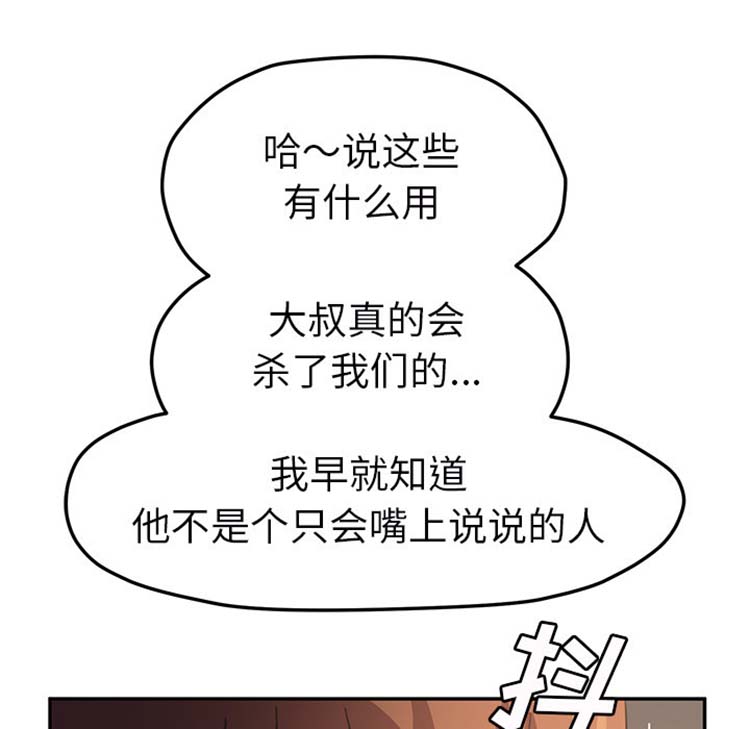 哈～说这些
有什么用
大叔真的会
杀了我们的...
我早就知道
他不是个只会嘴上说说的人
抖